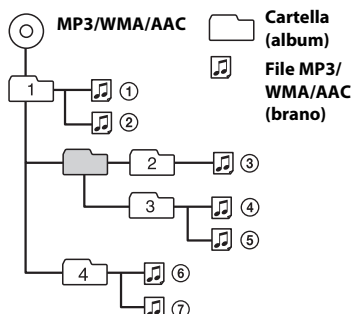 MP3/WMA/AAC
Cartella
(album)
File MP3/
WMA/AAC
(brano)
1
①
②
2
③
3
④
⑤
4
⑥
⑦